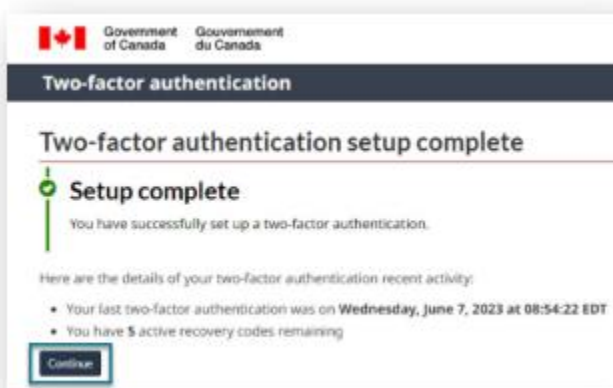 Government Gouvernement
of Canada du Canada
Two-factor authentication
Two-factor authentication setup complete
Setup complete
You have successfully set up a two-factor authentication.
Here are the details of your two-factor authentication recent activity:
• Your last two-factor authentication was on Wednesday, June 7, 2023 at 08:54:22 EDT
• You have 5 active recovery codes remaining
Continue